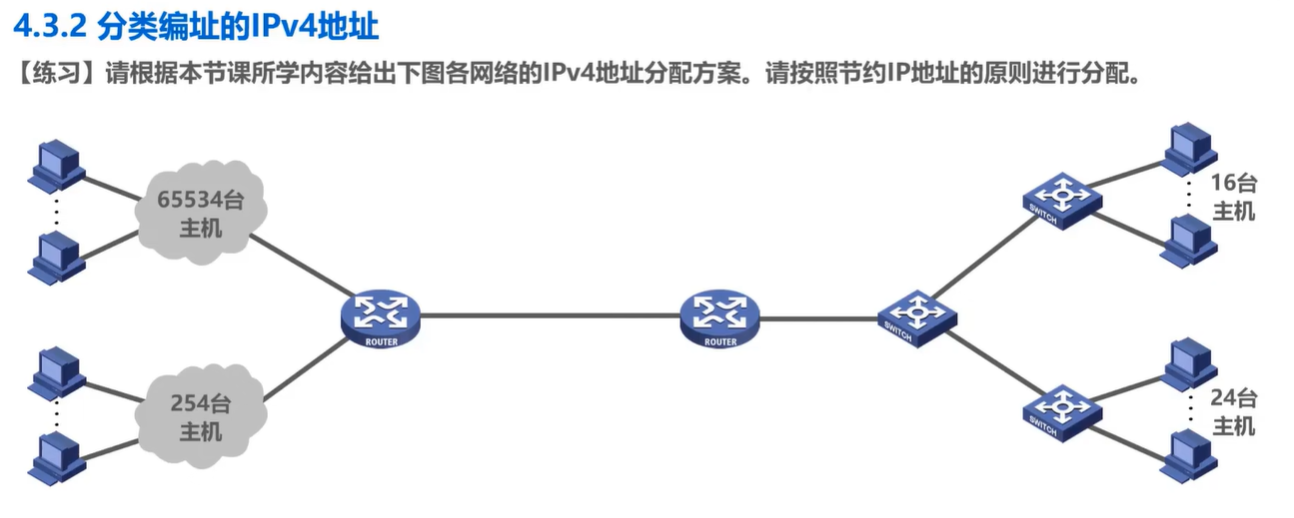 4.3.2 分类编址的IPv4地址
【练习】请根据本节课所学内容给出下图各网络的IPv4地址分配方案。请按照节约IP地址的原则进行分配。
65534台
主机
254台
主机
ROUTER
ROUTER
SWITCH
SWITCH
SWITCH
16台
主机
24台
主机